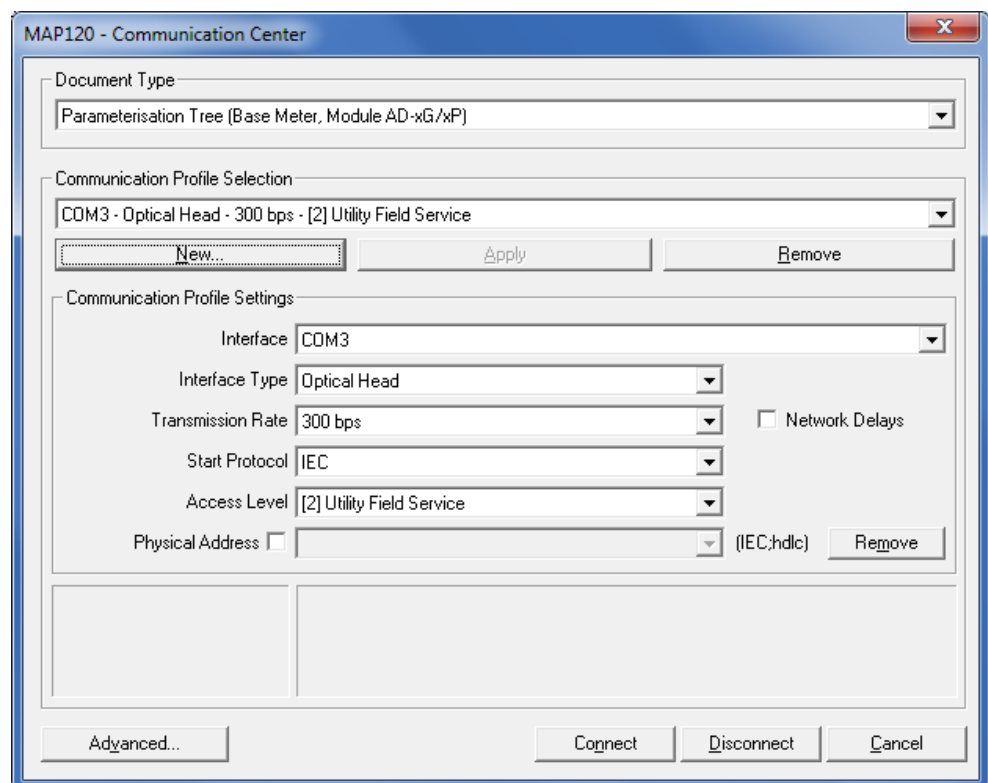 MAP120 - Communication Center
Document Type
Parameterisation Tree (Base Meter, Module AD-xG/xP)
Communication Profile Selection
COM3 - Optical Head - 300 bps - [2] Utility Field Service
New... Apply Remove
Communication Profile Settings
Interface COM3
Interface Type Optical Head
Transmission Rate 300 bps Network Delays
Start Protocol IEC
Access Level [2] Utility Field Service
Physical Address (IEC;hdlc) Remove
Advanced... Connect Disconnect Cancel